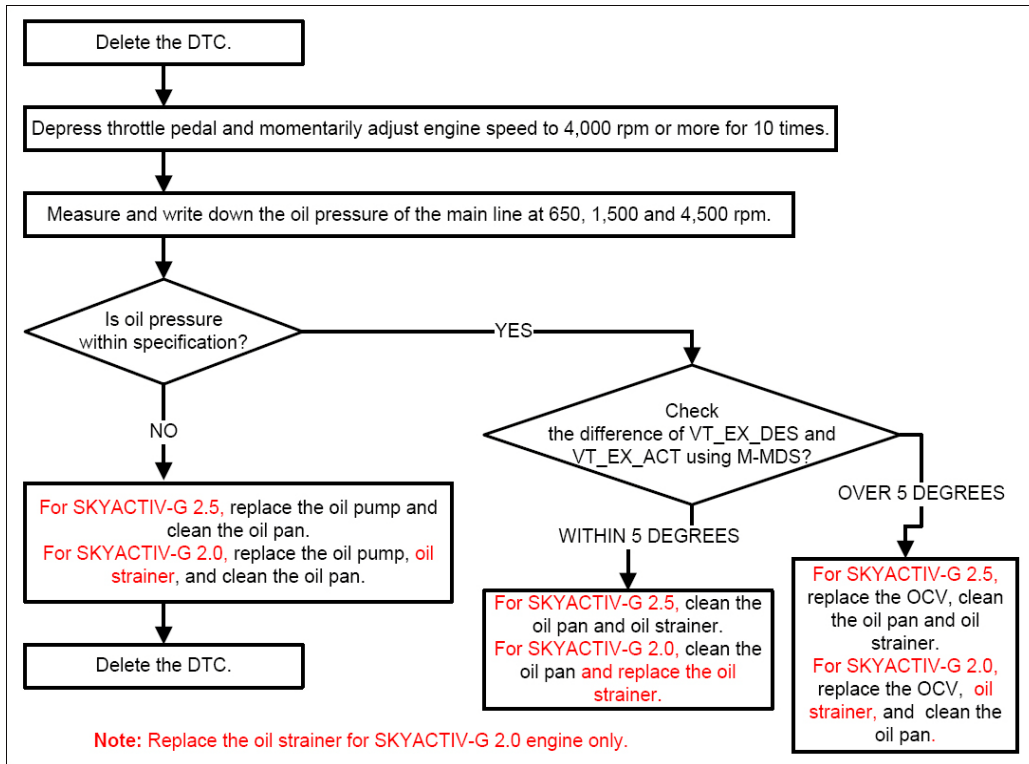 Delete the DTC.
Depress throttle pedal and momentarily adjust engine speed to 4,000 rpm or more for 10 times.
Measure and write down the oil pressure of the main line at 650, 1,500 and 4,500 rpm.
Is oil pressure
within specification?
YES
NO
Check
the difference of VT_EX_DES and
VT_EX_ACT using M-MDS?
OVER 5 DEGREES
WITHIN 5 DEGREES
For SKYACTIV-G 2.5, replace the oil pump and
clean the oil pan.
For SKYACTIV-G 2.0, replace the oil pump, oil
strainer, and clean the oil pan.
Delete the DTC.
For SKYACTIV-G 2.5, clean the
oil pan and oil strainer.
For SKYACTIV-G 2.0, clean the
oil pan and replace the oil
strainer.
For SKYACTIV-G 2.5,
replace the OCV, clean
the oil pan and oil
strainer.
For SKYACTIV-G 2.0,
replace the OCV, oil
strainer, and clean the
oil pan.
Note: Replace the oil strainer for SKYACTIV-G 2.0 engine only.